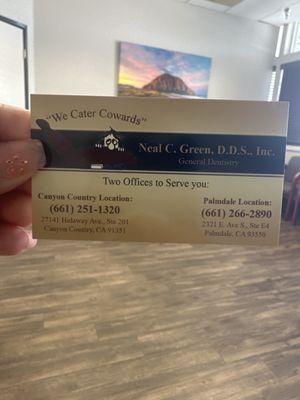 "We Cater Cowards"
Neal C. Green, D.D.S., Inc.
General Dentistry
Two Offices to Serve you:
Canyon Country Location:
(661) 251-1320
27141 Hidaway Ave., Ste 201
Canyon Country, CA 91351
Palmdale Location:
(661) 266-2890
2321 E. Ave S., Ste E4
Palmdale, CA 93550